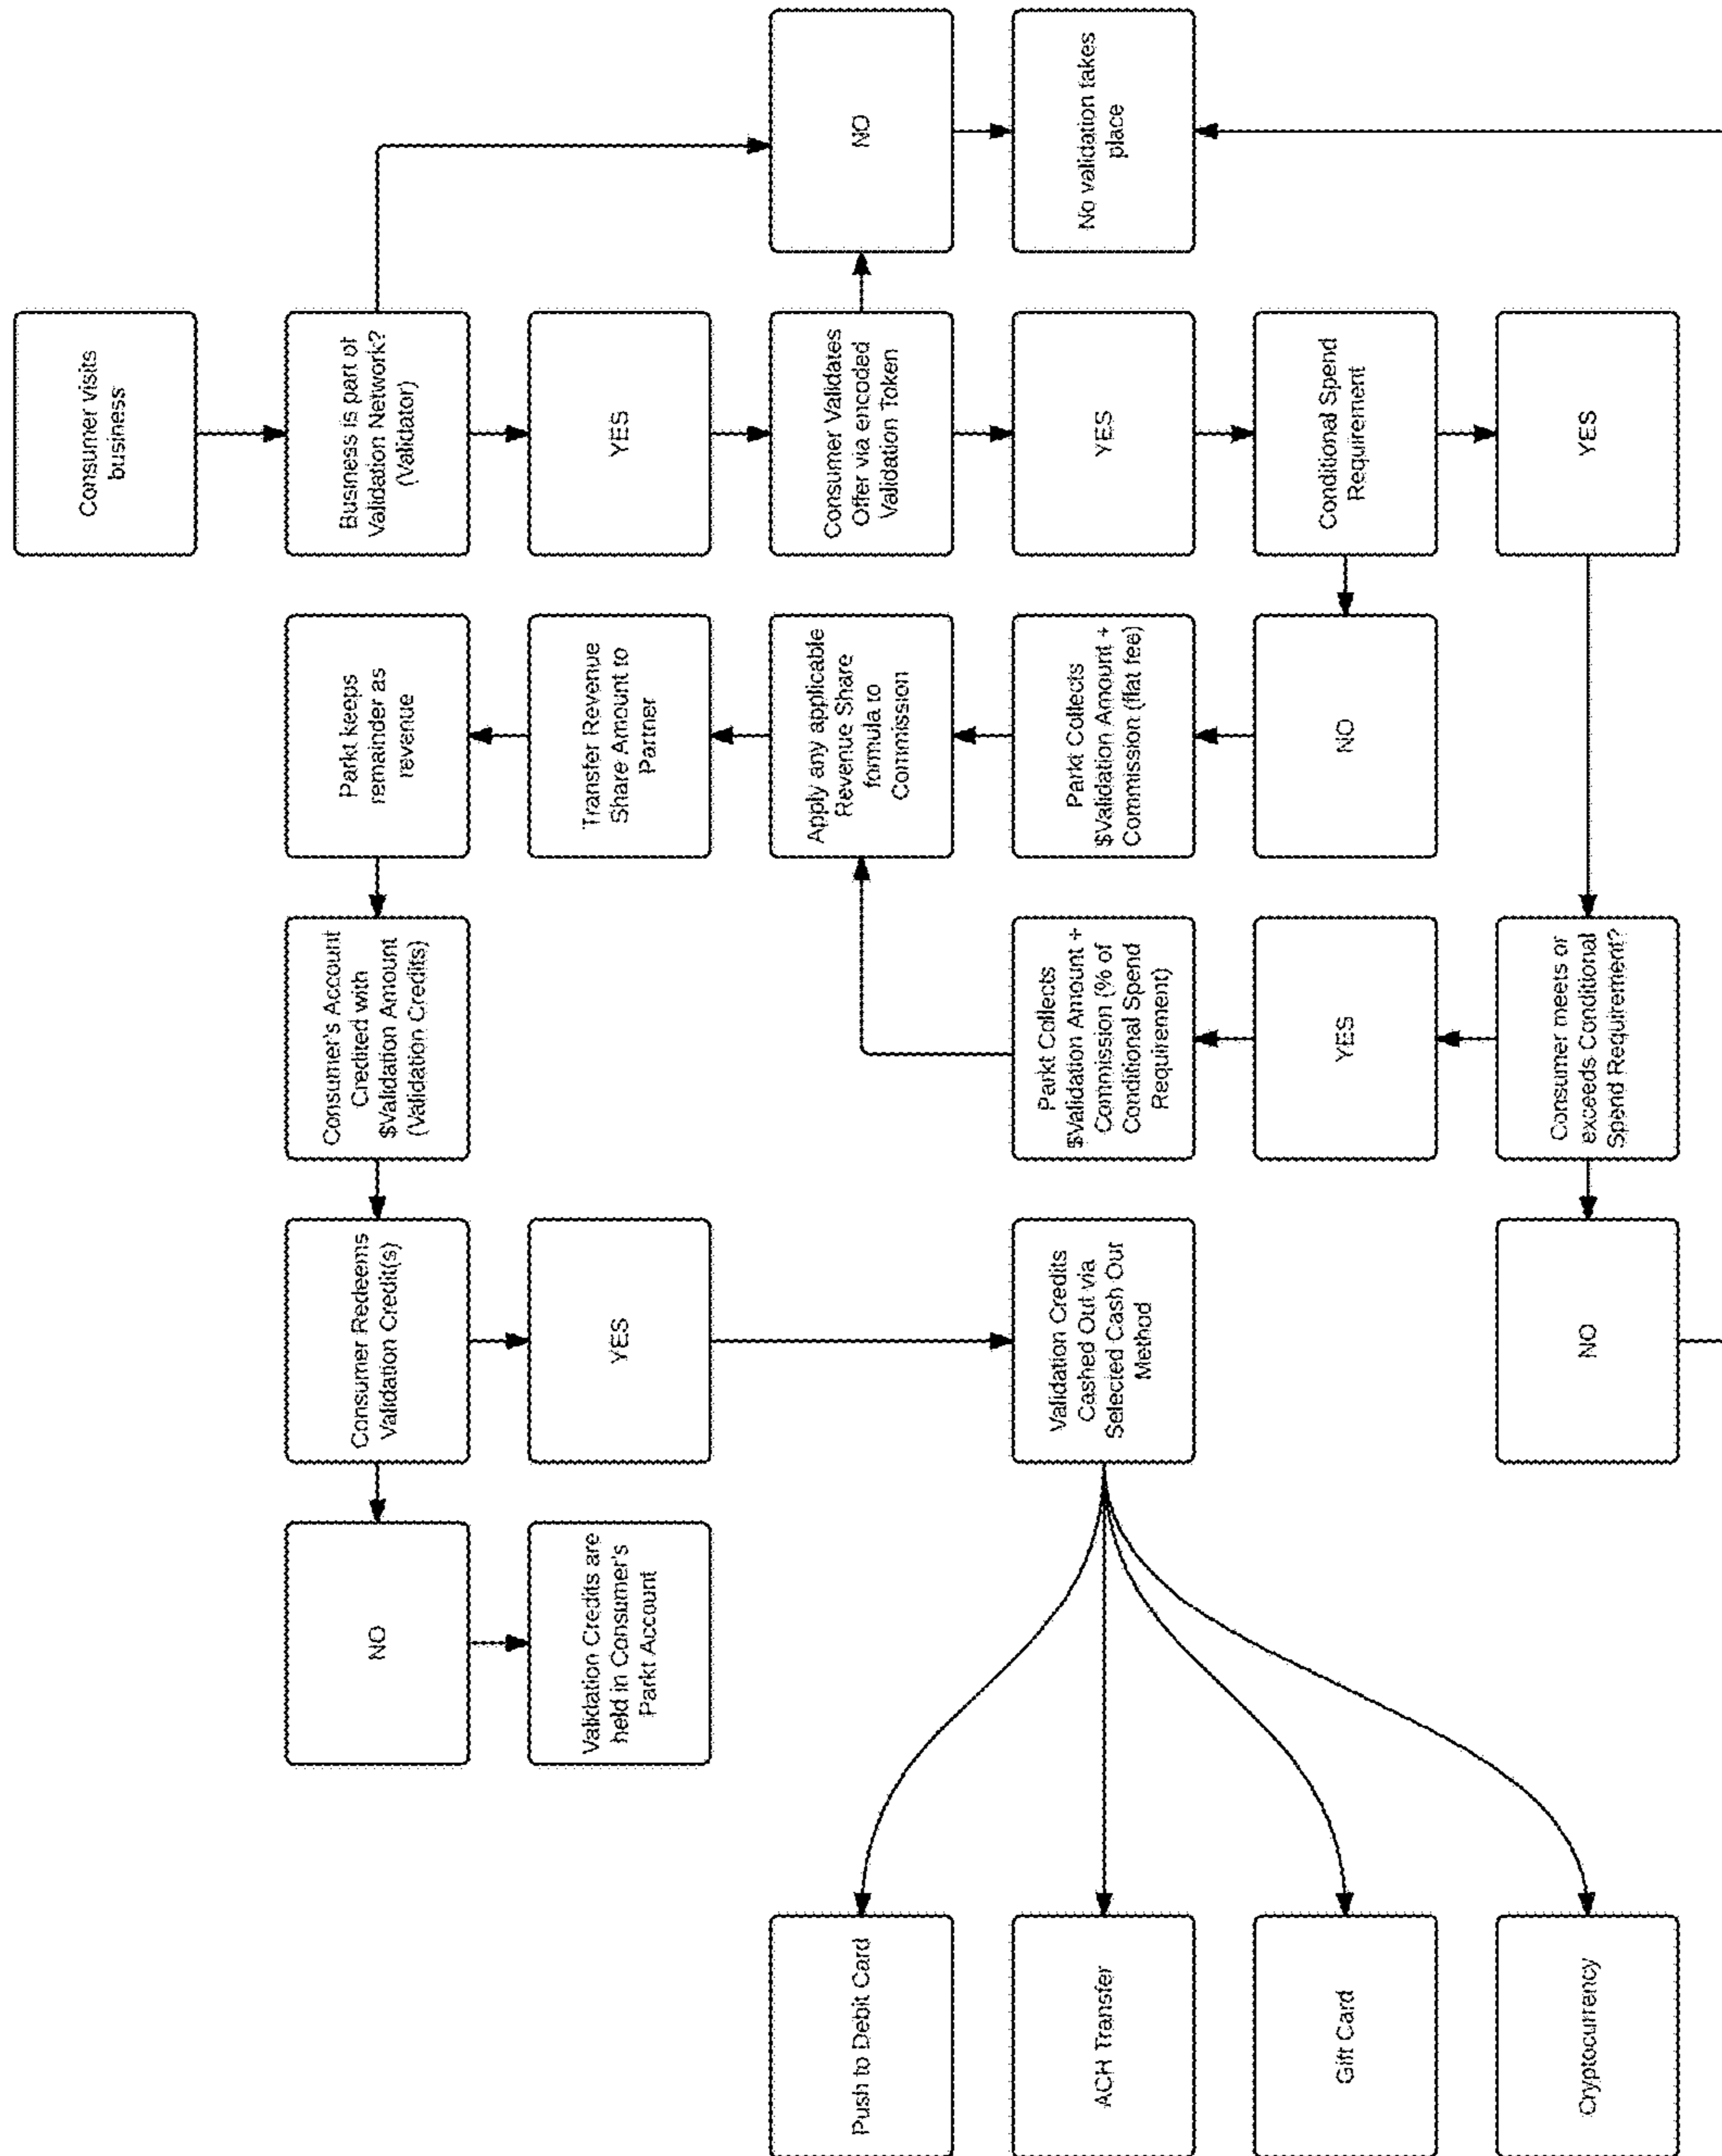 Consumer visits
business
Business is part of
Validation Network?
(Validator)
YES
NO
Consumer Validates
Offer via encoded
Validation Token
No validation takes
place
YES
Conditional Spend
Requirement
YES
NO
Parkt Collects
$Validation Amount +
Commission (flat fee)
Apply any applicable
Revenue Share
formula to
Commission
Transfer Revenue
Share Amount to
Partner
Parkt keeps
remainder as
revenue
Consumer meets or
exceeds Conditional
Spend Requirement?
YES
Parkt Collects
$Validation Amount +
Commission (% of
Conditional Spend
Requirement)
NO
Consumer's Account
Credited with
$Validation Amount
(Validation Credits)
Consumer Redeems
Validation Credit(s)
YES
NO
Validation Credits are
held in Consumer's
Parkt Account
Validation Credits
Cashed Out via
Selected Cash Our
Method
Push to Debit Card
ACH Transfer
Gift Card
Cryptocurrency